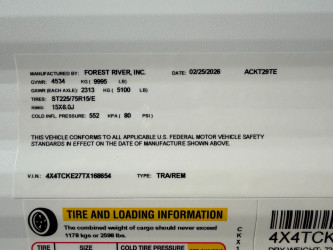 MANUFACTURED BY: FOREST RIVER, INC. DATE: 02/25/2026 ACKT29TE
GVWR: 4534 KG ( 9995 LB)
GAWR (EACH AXLE): 2313 KG ( 5100 LB)
TIRES: ST225/75R15/E
RIMS: 15X6.0J
COLD INFL. PRESSURE: 552 KPA ( 80 PSI)
THIS VEHICLE CONFORMS TO ALL APPLICABLE U.S. FEDERAL MOTOR VEHICLE SAFETY
STANDARDS IN EFFECT ON THE DATE OF MANUFACTURE SHOWN ABOVE.
V.I.N.: 4X4TCKE27TX168654 TYPE: TRA/REM
TIRE AND LOADING INFORMATION
The combined weight of cargo should never exceed
1178 kgs or 2598 lbs.
TIRE SIZE COLD TIRE PRESSURE
4X4TCK